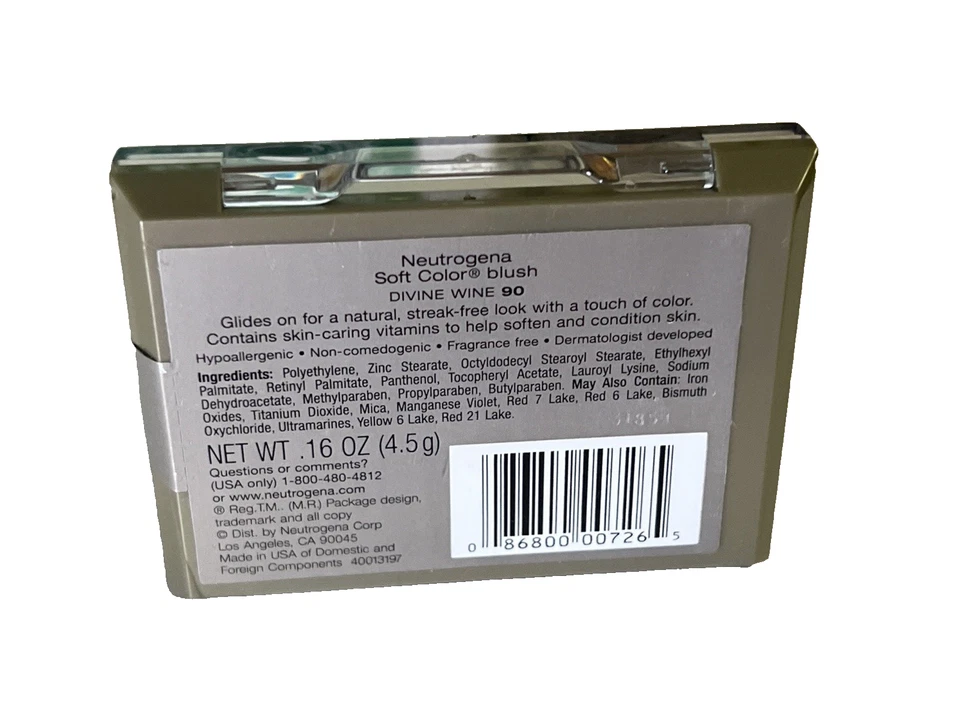 Neutrogena
Soft Color® blush
DIVINE WINE 90
Glides on for a natural, streak-free look with a touch of color.
Contains skin-caring vitamins to help soften and condition skin.
Hypoallergenic • Non-comedogenic • Fragrance free • Dermatologist developed
Ingredients: Polyethylene, Zinc Stearate, Octyldodecyl Stearoyl Stearate, Ethylhexyl
Palmitate, Retinyl Palmitate, Panthenol, Tocopheryl Acetate, Lauroyl Lysine, Sodium
Dehydroacetate, Methylparaben, Propylparaben, Butylparaben. May Also Contain: Iron
Oxides, Titanium Dioxide, Mica, Manganese Violet, Red 7 Lake, Red 6 Lake, Bismuth
Oxychloride, Ultramarines, Yellow 6 Lake, Red 21 Lake.
NET WT .16 OZ (4.5g)
Questions or comments?
(USA only) 1-800-480-4812
or www.neutrogena.com
® Reg.T.M.. (M.R.) Package design,
trademark and all copy
© Dist. by Neutrogena Corp
Los Angeles, CA 90045
Made in USA of Domestic and
Foreign Components 40013197
0 86800 00726 5